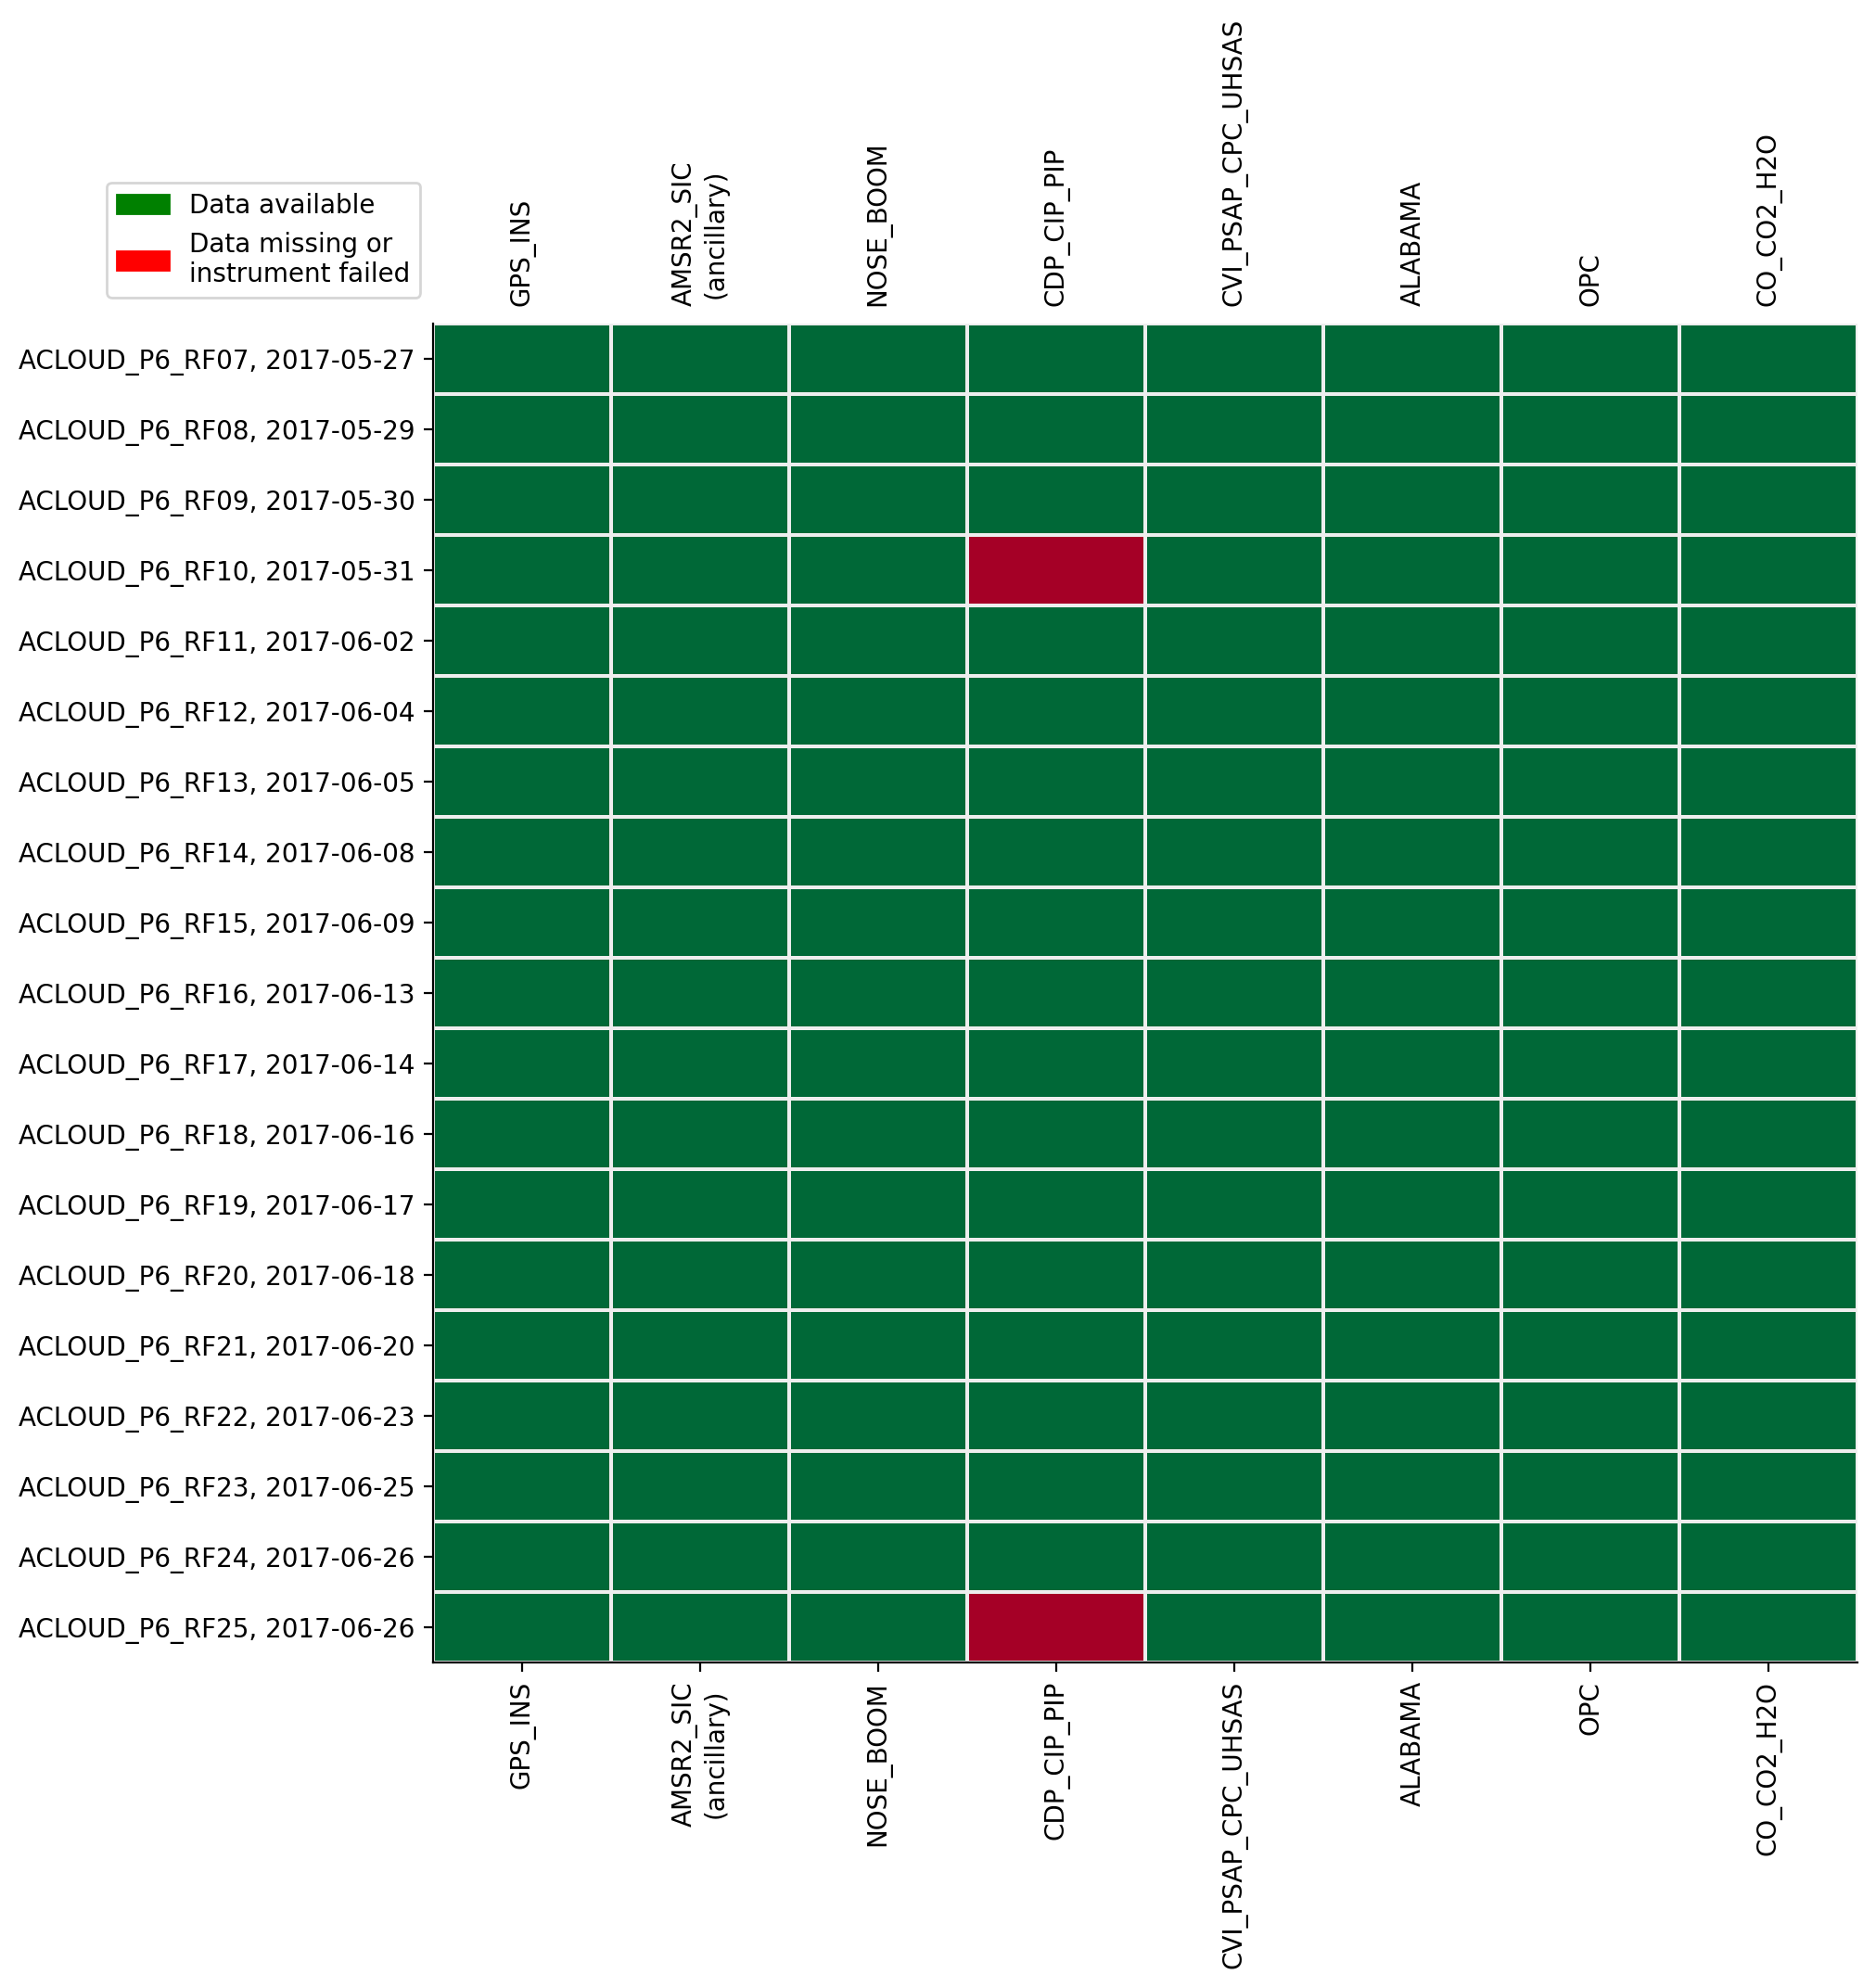 Data available
Data missing or
instrument failed
GPS_INS
AMSR2_SIC
(ancillary)
NOSE_BOOM
CDP_CIP_PIP
CVI_PSAP_CPC_UHSAS
ALABAMA
OPC
CO_CO2_H2O
ACLOUD_P6_RF07, 2017-05-27
ACLOUD_P6_RF08, 2017-05-29
ACLOUD_P6_RF09, 2017-05-30
ACLOUD_P6_RF10, 2017-05-31
ACLOUD_P6_RF11, 2017-06-02
ACLOUD_P6_RF12, 2017-06-04
ACLOUD_P6_RF13, 2017-06-05
ACLOUD_P6_RF14, 2017-06-08
ACLOUD_P6_RF15, 2017-06-09
ACLOUD_P6_RF16, 2017-06-13
ACLOUD_P6_RF17, 2017-06-14
ACLOUD_P6_RF18, 2017-06-16
ACLOUD_P6_RF19, 2017-06-17
ACLOUD_P6_RF20, 2017-06-18
ACLOUD_P6_RF21, 2017-06-20
ACLOUD_P6_RF22, 2017-06-23
ACLOUD_P6_RF23, 2017-06-25
ACLOUD_P6_RF24, 2017-06-26
ACLOUD_P6_RF25, 2017-06-26
GPS_INS
AMSR2_SIC
(ancillary)
NOSE_BOOM
CDP_CIP_PIP
CVI_PSAP_CPC_UHSAS
ALABAMA
OPC
CO_CO2_H2O